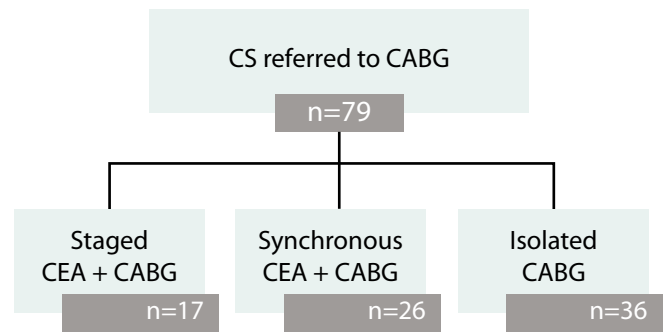 CS referred to CABG
n=79
Staged
CEA + CABG
n=17
Synchronous
CEA + CABG
n=26
Isolated
CABG
n=36